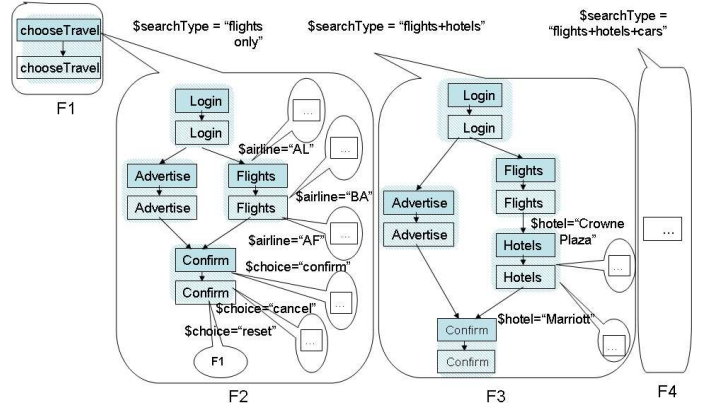 chooseTravel
chooseTravel
F1
$searchType = “flights
only”
$searchType = “flights+hotels”
$searchType =
“flights+hotels+cars”
Login
Login
...
$airline=“AL”
...
Advertise
Flights
$airline=“BA”
Advertise
Flights
$airline=“AF”
...
Confirm
$choice=“confirm”
Confirm
...
$choice=“cancel”
$choice=“reset”
...
F1
F2
Login
Login
Flights
Flights
Advertise
Advertise
$hotel=“Crowne
Plaza”
Hotels
Hotels
...
$hotel=“Marriott”
...
Confirm
Confirm
F3
...
F4